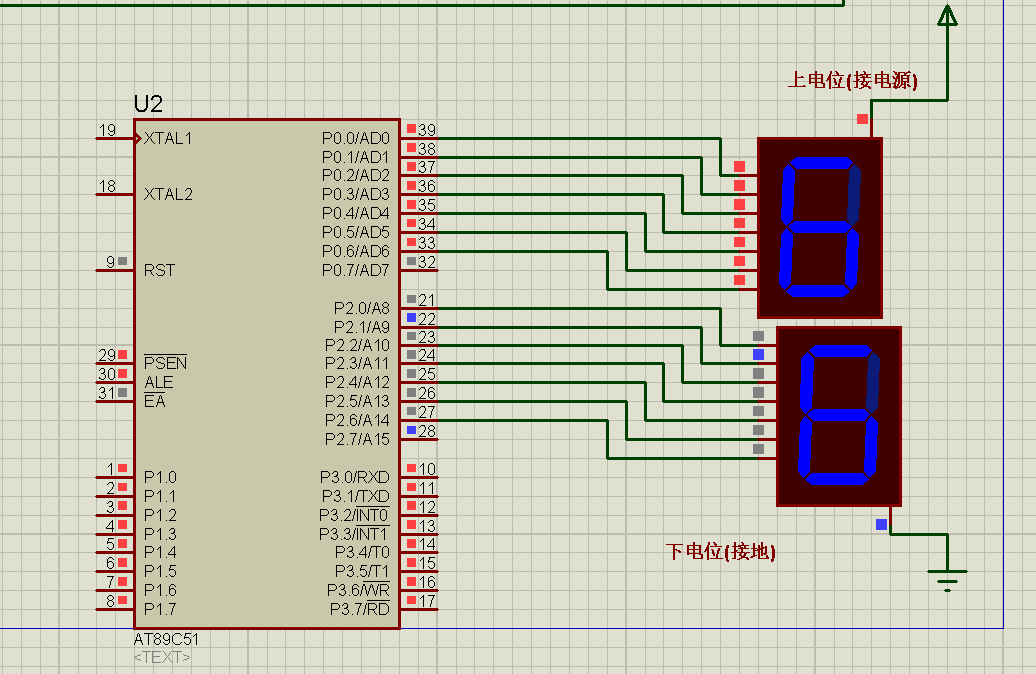 上电位(接电源)
U2
19 XTAL1 P0.0/AD0 39
P0.1/AD1 38
P0.2/AD2 37
18 XTAL2 P0.3/AD3 36
P0.4/AD4 35
P0.5/AD5 34
P0.6/AD6 33
9 RST P0.7/AD7 32
P2.0/A8 21
P2.1/A9 22
P2.2/A10 23
29 PSEN P2.3/A11 24
30 ALE P2.4/A12 25
31 EA P2.5/A13 26
P2.6/A14 27
P2.7/A15 28
1 P1.0 P3.0/RXD 10
2 P1.1 P3.1/TXD 11
3 P1.2 P3.2/INT0 12
4 P1.3 P3.3/INT1 13
5 P1.4 P3.4/T0 14
6 P1.5 P3.5/T1 15
7 P1.6 P3.6/WR 16
8 P1.7 P3.7/RD 17
下电位(接地)
AT89C51
<TEXT>